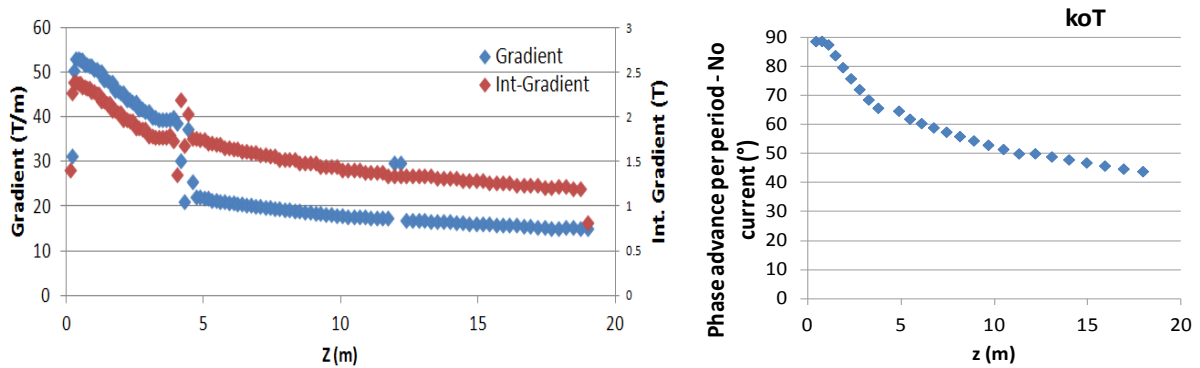 60
50
40
30
20
10
0
Gradient (T/m)
3
2.5
2
1.5
1
0.5
0
Int. Gradient (T)
Gradient
Int-Gradient
0 5 10 15 20
Z (m)
koT
90
80
70
60
50
40
30
20
10
0
Phase advance per period - No
current (°)
0 5 10 15 20
z (m)